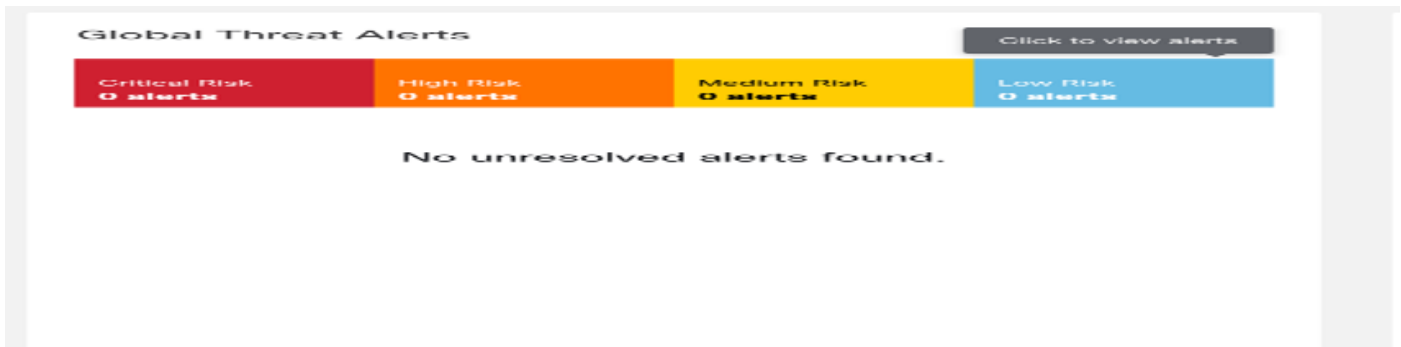 Global Threat Alerts
Click to view alerts
Critical Risk
0 alerts
High Risk
0 alerts
Medium Risk
0 alerts
Low Risk
0 alerts
No unresolved alerts found.